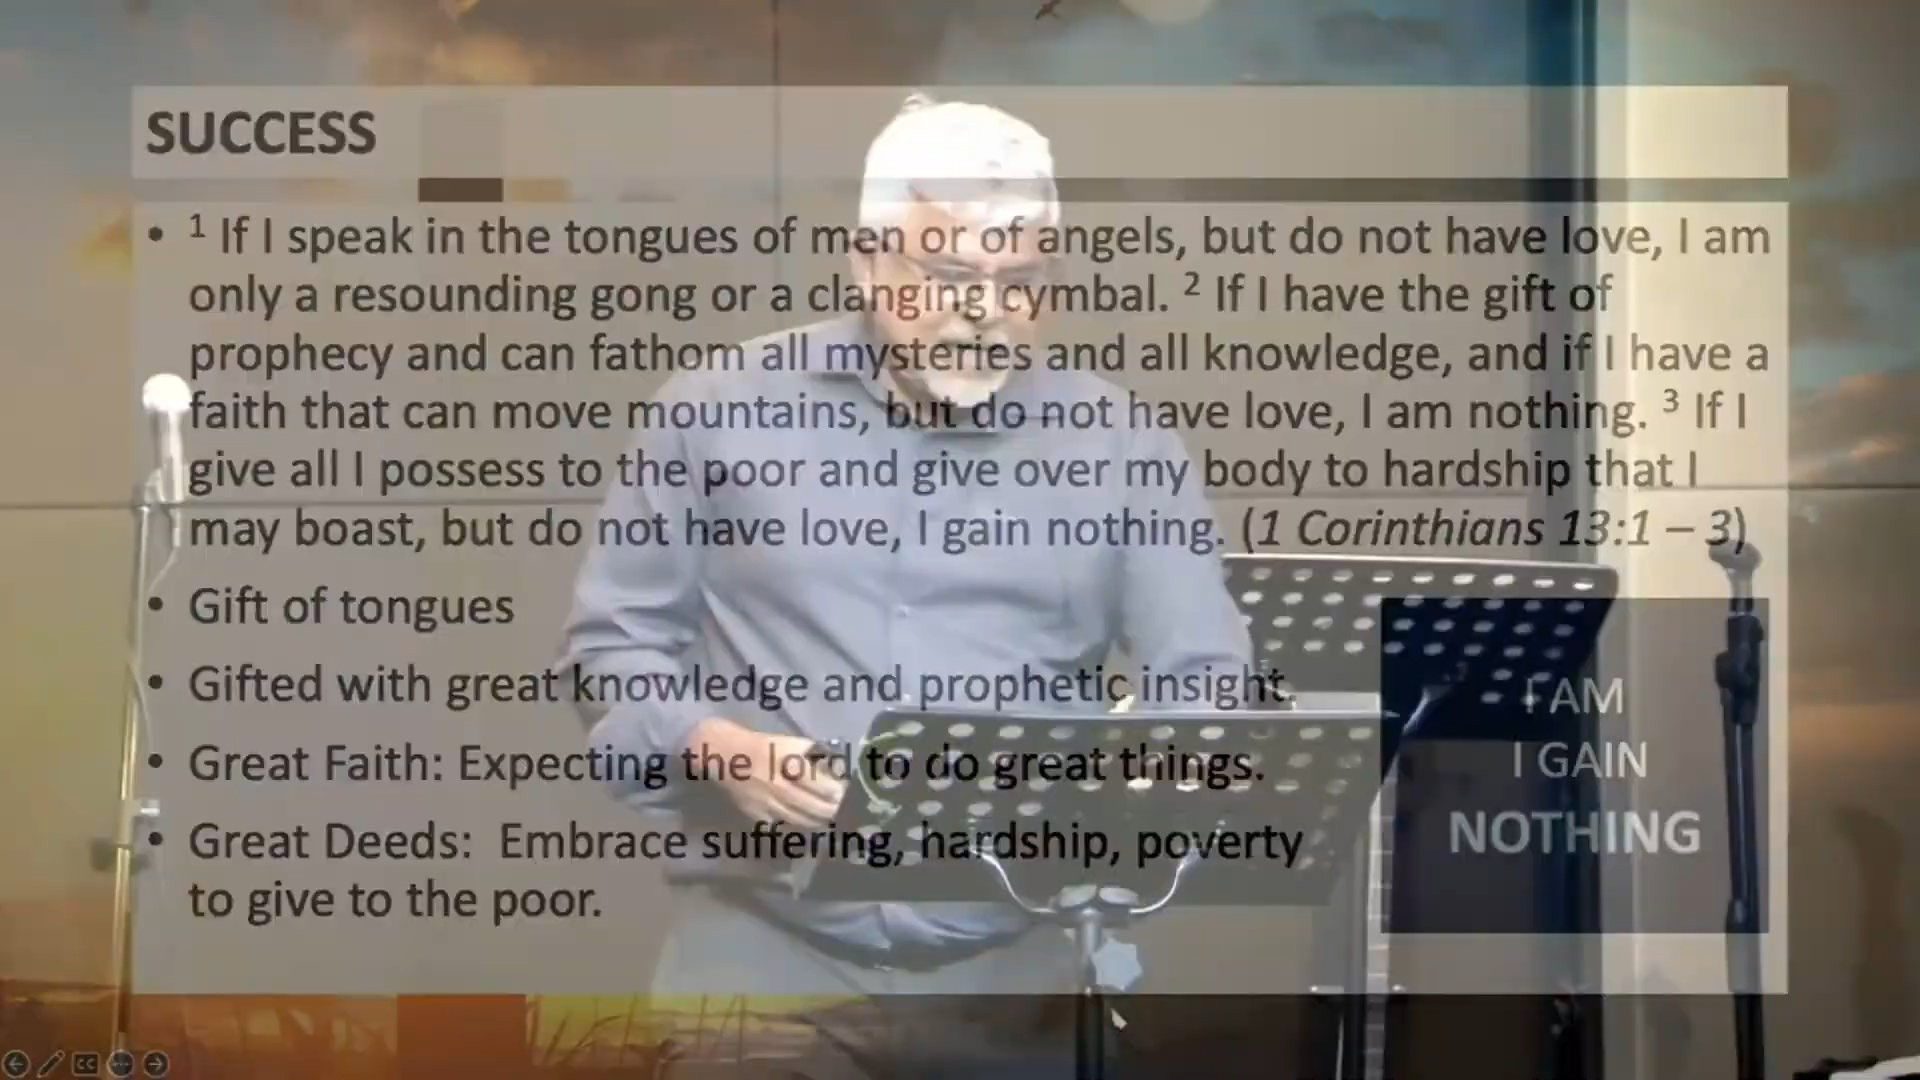 SUCCESS
• ¹ If I speak in the tongues of men or of angels, but do not have love, I am
only a resounding gong or a clanging cymbal. ² If I have the gift of
prophecy and can fathom all mysteries and all knowledge, and if I have a
faith that can move mountains, but do not have love, I am nothing. ³ If I
give all I possess to the poor and give over my body to hardship that I
may boast, but do not have love, I gain nothing. (1 Corinthians 13:1 – 3)
• Gift of tongues
• Gifted with great knowledge and prophetic insight.
• Great Faith: Expecting the lord to do great things.
• Great Deeds: Embrace suffering, hardship, poverty
to give to the poor.
I AM
I GAIN
NOTHING
CC